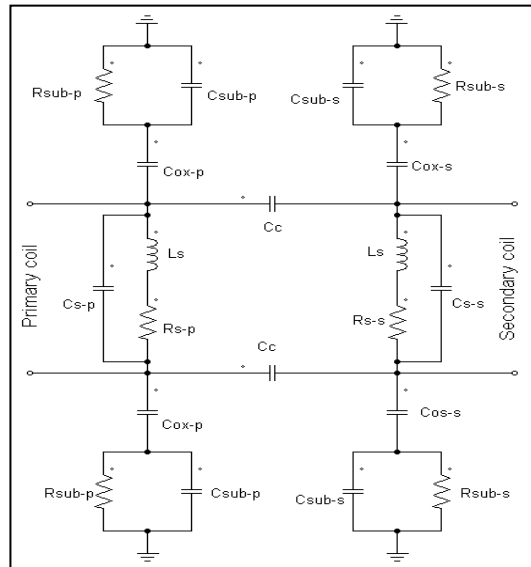 Rsub-p
Csub-p
Csub-s
Rsub-s
Cox-p
Cox-s
Cc
Primary coil
Cs-p
Ls
Rs-p
Ls
Rs-s
Cs-s
Secondary coil
Cc
Cox-p
Cos-s
Rsub-p
Csub-p
Csub-s
Rsub-s